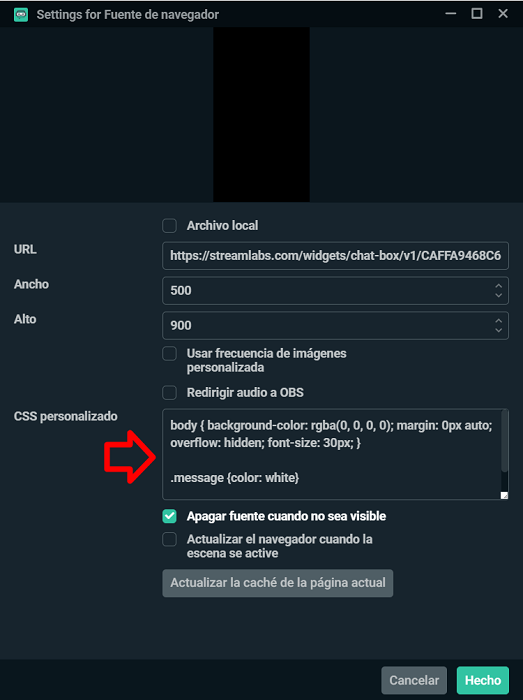 Settings for Fuente de navegador
Archivo local
URL
https://streamlabs.com/widgets/chat-box/v1/CAFFA9468C6
Ancho
500
Alto
900
Usar frecuencia de imágenes
personalizada
Redirigir audio a OBS
CSS personalizado
body { background-color: rgba(0, 0, 0, 0); margin: 0px auto;
overflow: hidden; font-size: 30px; }
.message {color: white}
Apagar fuente cuando no sea visible
Actualizar el navegador cuando la
escena se active
Actualizar la caché de la página actual
Cancelar
Hecho